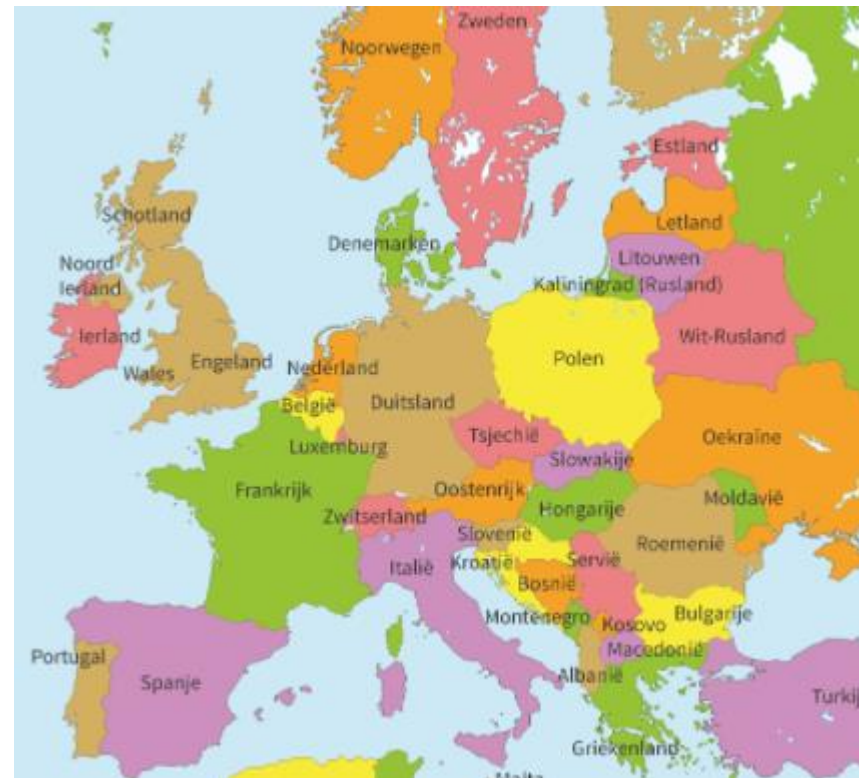 Zweden
Noorwegen
Estland
Schotland
Letland
Denemarken
Litouwen
Noord
Ierland
Kaliningrad (Rusland)
Ierland
Wit-Rusland
Engeland
Polen
Nederland
Wales
België
Duitsland
Tsjechië
Oekraïne
Luxemburg
Slowakije
Frankrijk
Oostenrijk
Moldavië
Hongarije
Zwitserland
Slovenië
Roemenië
Kroatië
Servië
Italië
Bosnië
Montenegro
Bulgarije
Kosovo
Macedonië
Portugal
Albanië
Spanje
Turkij
Griekenland
Malta